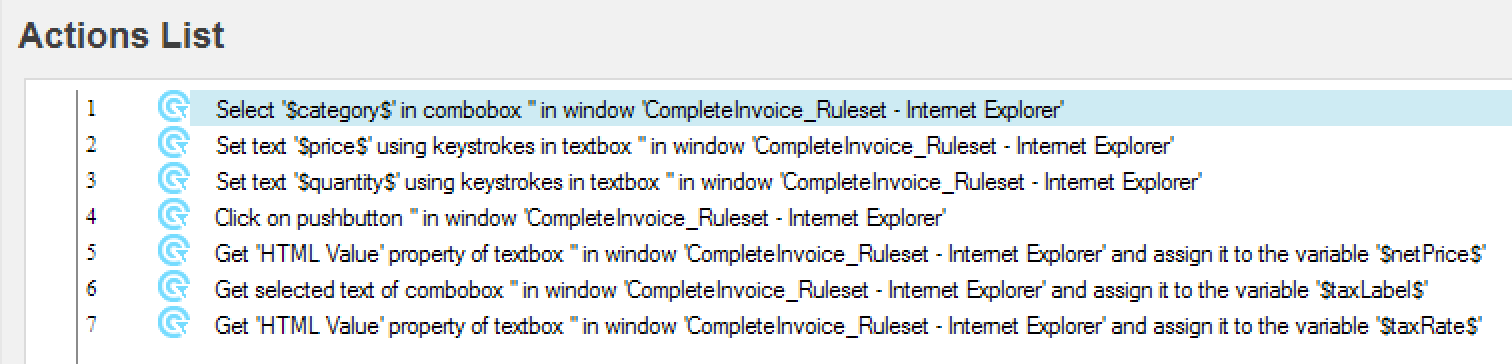 Actions List
1 Select '$category$' in combobox '' in window 'CompleteInvoice_Ruleset - Internet Explorer'
2 Set text '$price$' using keystrokes in textbox '' in window 'CompleteInvoice_Ruleset - Internet Explorer'
3 Set text '$quantity$' using keystrokes in textbox '' in window 'CompleteInvoice_Ruleset - Internet Explorer'
4 Click on pushbutton '' in window 'CompleteInvoice_Ruleset - Internet Explorer'
5 Get 'HTML Value' property of textbox '' in window 'CompleteInvoice_Ruleset - Internet Explorer' and assign it to the variable '$netPrice$'
6 Get selected text of combobox '' in window 'CompleteInvoice_Ruleset - Internet Explorer' and assign it to the variable '$taxLabel$'
7 Get 'HTML Value' property of textbox '' in window 'CompleteInvoice_Ruleset - Internet Explorer' and assign it to the variable '$taxRate$'